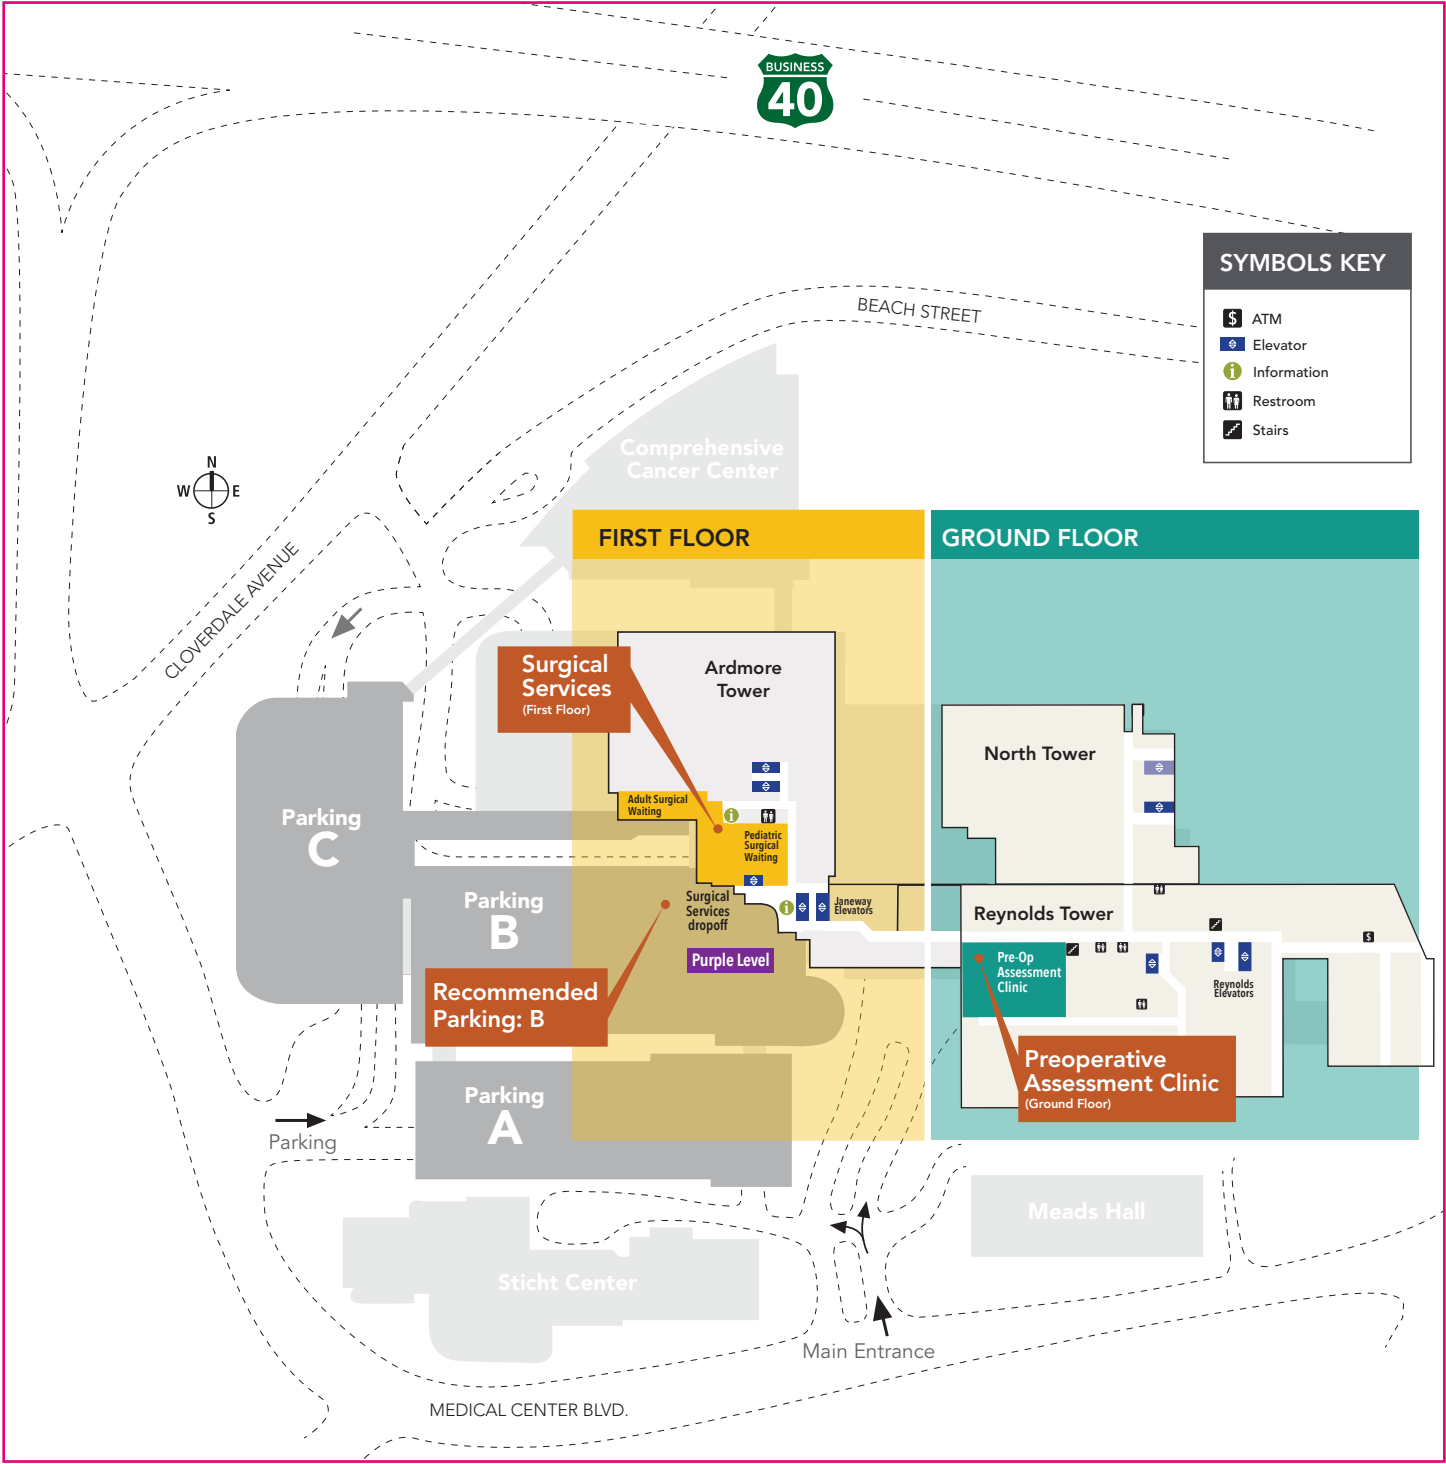 BUSINESS
40
SYMBOLS KEY
$ ATM
Elevator
i Information
Restroom
Stairs
BEACH STREET
Comprehensive
Cancer Center
N
W E
S
CLOVERDALE AVENUE
FIRST FLOOR
GROUND FLOOR
Surgical
Services
(First Floor)
Ardmore
Tower
North Tower
Adult Surgical
Waiting
i
Pediatric
Surgical
Waiting
Parking
C
Parking
B
Surgical
Services
dropoff
i
Janeway
Elevators
Purple Level
Reynolds Tower
$
Pre-Op
Assessment
Clinic
Reynolds
Elevators
Recommended
Parking: B
Preoperative
Assessment Clinic
(Ground Floor)
Parking
A
Parking
Meads Hall
Sticht Center
Main Entrance
MEDICAL CENTER BLVD.